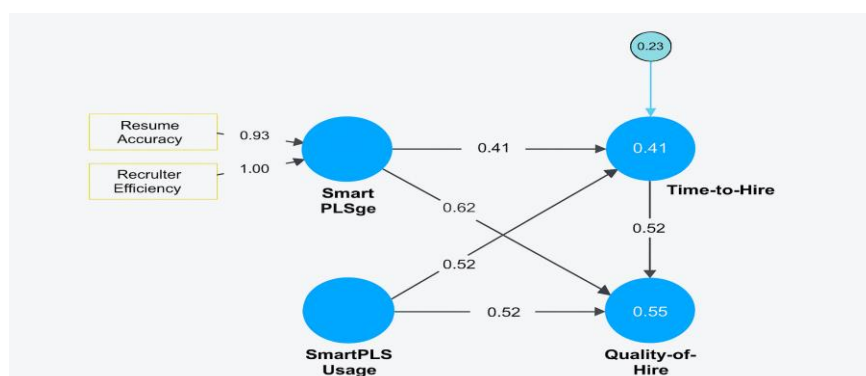 0.23
Resume
Accuracy
0.93
Recrulter
Efficiency
1.00
Smart
PLSge
0.41
0.41
Time-to-Hire
0.62
0.52
0.52
0.52
0.55
SmartPLS
Usage
Quality-of-
Hire